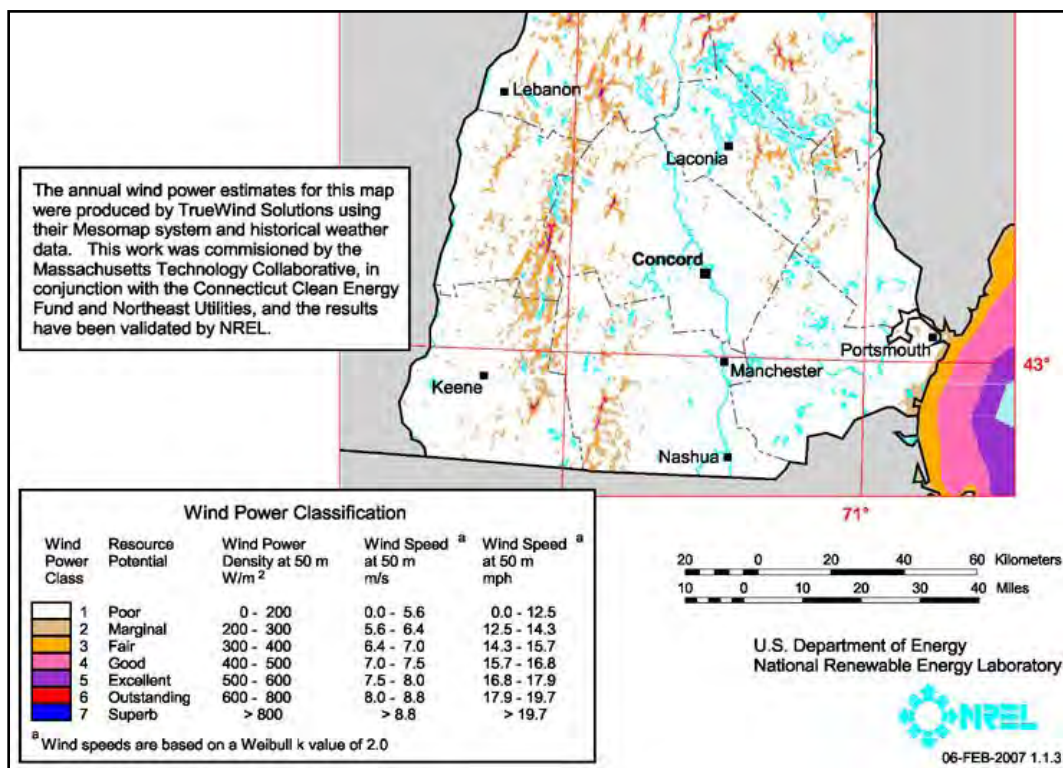 Lebanon
Laconia
The annual wind power estimates for this map
were produced by TrueWind Solutions using
their Mesomap system and historical weather
data. This work was commisioned by the
Massachusetts Technology Collaborative, in
conjunction with the Connecticut Clean Energy
Fund and Northeast Utilities, and the results
have been validated by NREL.
Concord
Portsmouth
43°
Manchester
Keene
Nashua
71°
Wind Power Classification
Wind Power Class Resource Potential Wind Power Density at 50 m W/m 2 Wind Speed a at 50 m m/s Wind Speed a at 50 m mph
1 Poor 0 - 200 0.0 - 5.6 0.0 - 12.5
2 Marginal 200 - 300 5.6 - 6.4 12.5 - 14.3
3 Fair 300 - 400 6.4 - 7.0 14.3 - 15.7
4 Good 400 - 500 7.0 - 7.5 15.7 - 16.8
5 Excellent 500 - 600 7.5 - 8.0 16.8 - 17.9
6 Outstanding 600 - 800 8.0 - 8.8 17.9 - 19.7
7 Superb > 800 > 8.8 > 19.7
a Wind speeds are based on a Weibull k value of 2.0
20 0 20 40 60 Kilometers
10 0 10 20 30 40 Miles
U.S. Department of Energy
National Renewable Energy Laboratory
NREL
06-FEB-2007 1.1.3